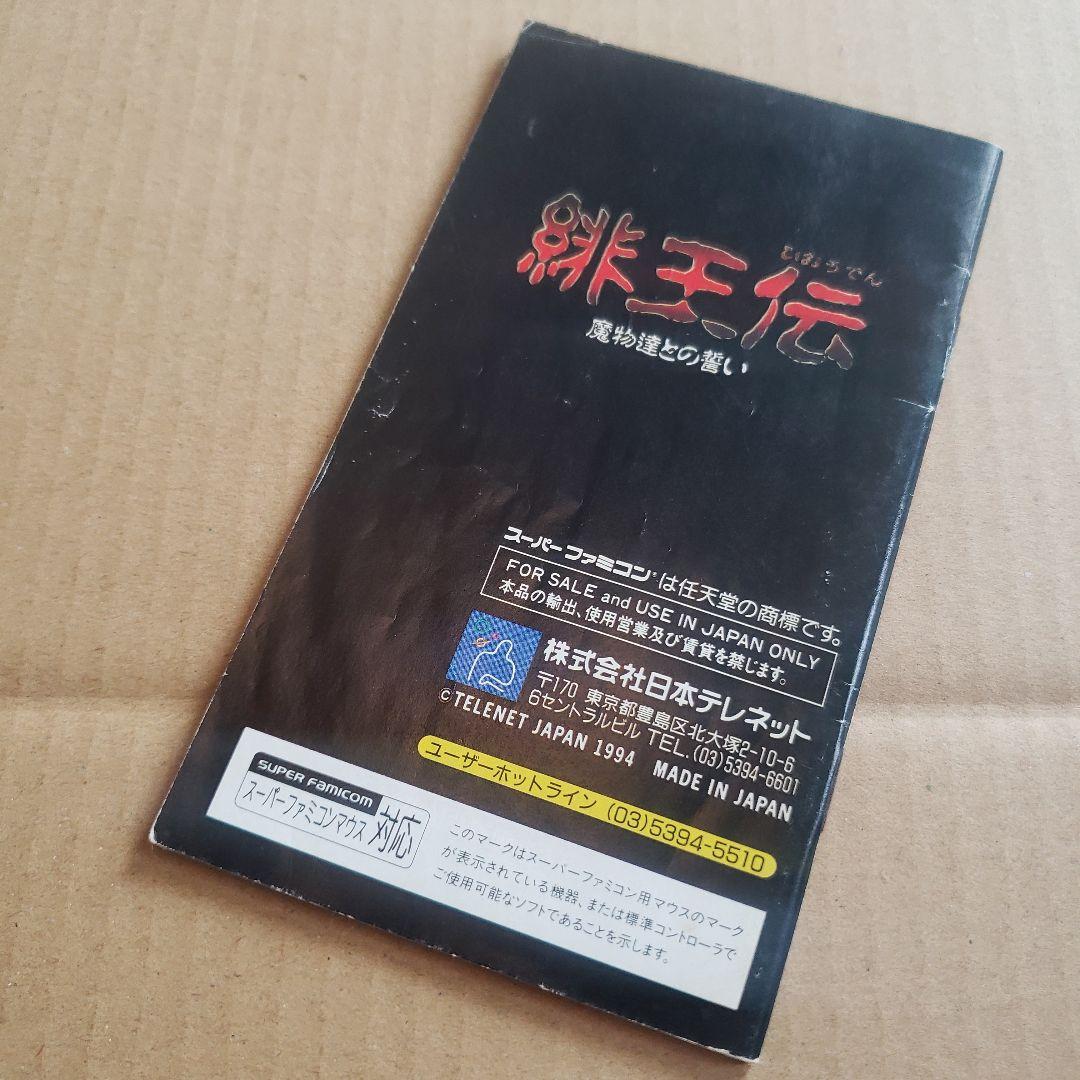 ひおうでん
緋王伝
魔物達との誓い
スーパーファミコン®は任天堂の商標です。
FOR SALE and USE IN JAPAN ONLY
本品の輸出、使用営業及び賃貸を禁じます。
株式会社日本テレネット
〒170 東京都豊島区北大塚2-10-6
6セントラルビル TEL.(03)5394-6601
©TELENET JAPAN 1994 MADE IN JAPAN
ユーザーホットライン (03)5394-5510
SUPER FAMICOM
スーパーファミコンマウス 対応
このマークはスーパーファミコン用マウスのマーク
が表示されている機器、または標準コントローラで
ご使用可能なソフトであることを示します。